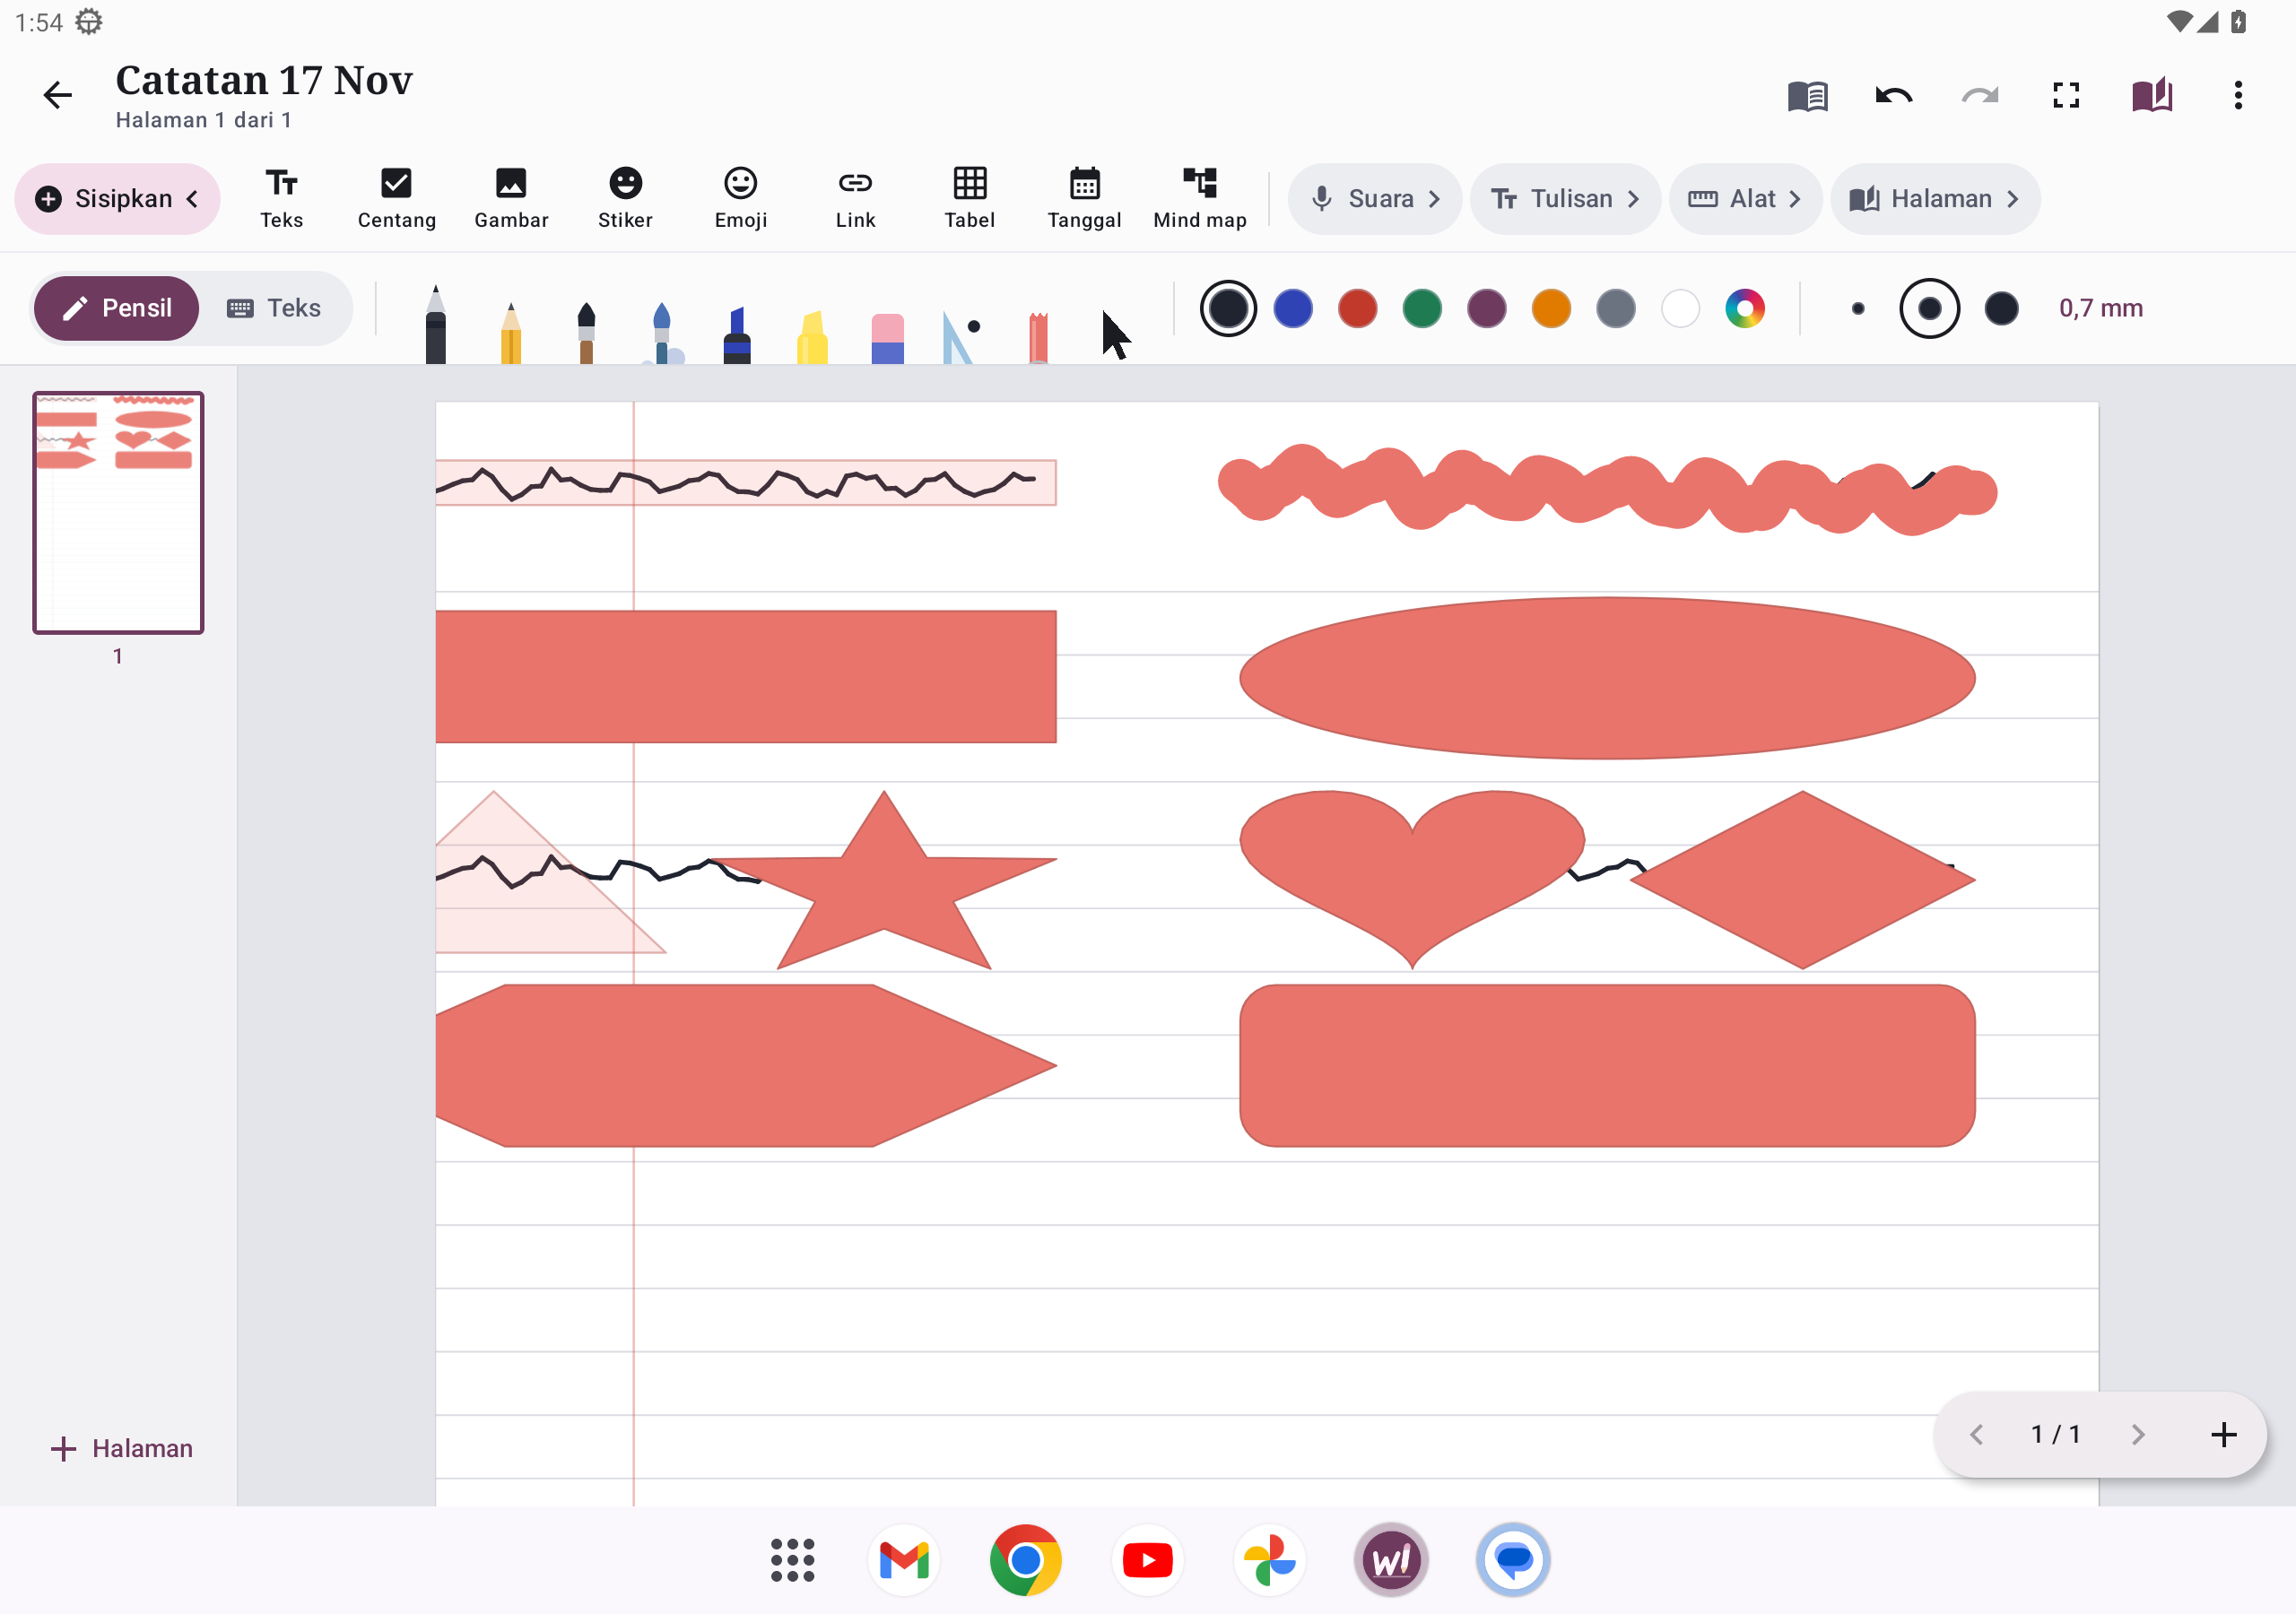 1:54
Catatan 17 Nov
Halaman 1 dari 1
Sisipkan
Teks
Centang
Gambar
Stiker
Emoji
Link
Tabel
Tanggal
Mind map
Suara
Tulisan
Alat
Halaman
Pensil
Teks
0,7 mm
1
Halaman
1 / 1